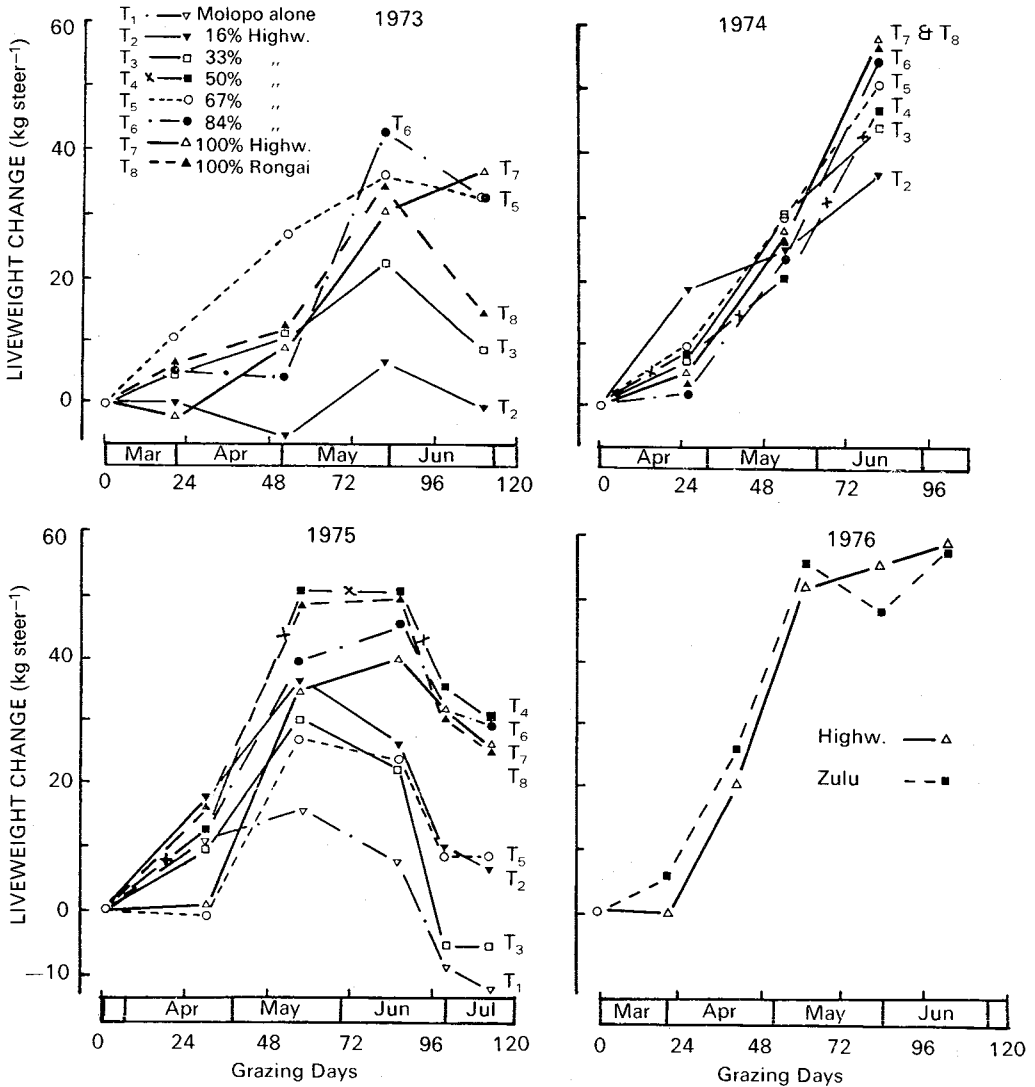 60
40
20
0
LIVEWEIGHT CHANGE (kg steer⁻¹)
T₁ Molopo alone
T₂ 16% Highw.
T₃ 33% ,,
T₄ 50% ,,
T₅ 67% ,,
T₆ 84% ,,
T₇ 100% Highw.
T₈ 100% Rongai
1973
T₆
T₇
T₅
T₈
T₃
T₂
Mar Apr May Jun
0 24 48 72 96 120
1974
T₇ & T₈
T₆
T₅
T₄
T₃
T₂
Apr May Jun
0 24 48 72 96
60
40
20
0
—10
LIVEWEIGHT CHANGE (kg steer⁻¹)
1975
T₄
T₆
T₇
T₈
T₅
T₂
T₃
T₁
Apr May Jun Jul
0 24 48 72 96 120
Grazing Days
1976
Highw.
Zulu
Mar Apr May Jun
0 24 48 72 96 120
Grazing Days